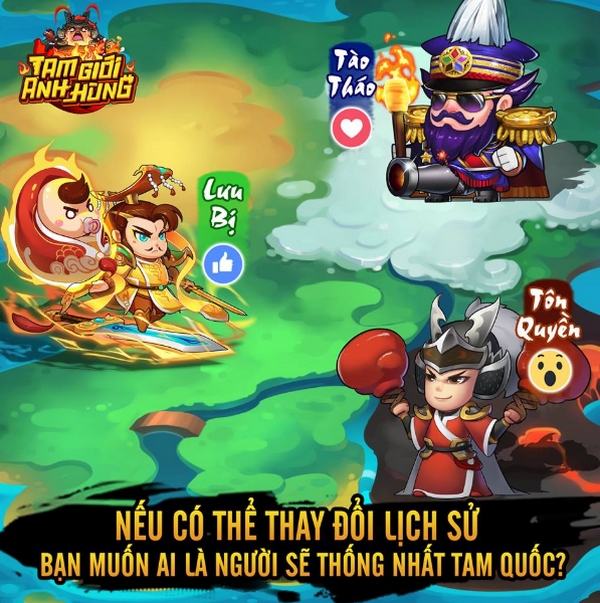 TAM GIỚI
ANH HÙNG
Tào
Tháo
Lưu
Bị
Tôn
Quyền
NẾU CÓ THỂ THAY ĐỔI LỊCH SỬ
BẠN MUỐN AI LÀ NGƯỜI SẼ THỐNG NHẤT TAM QUỐC?